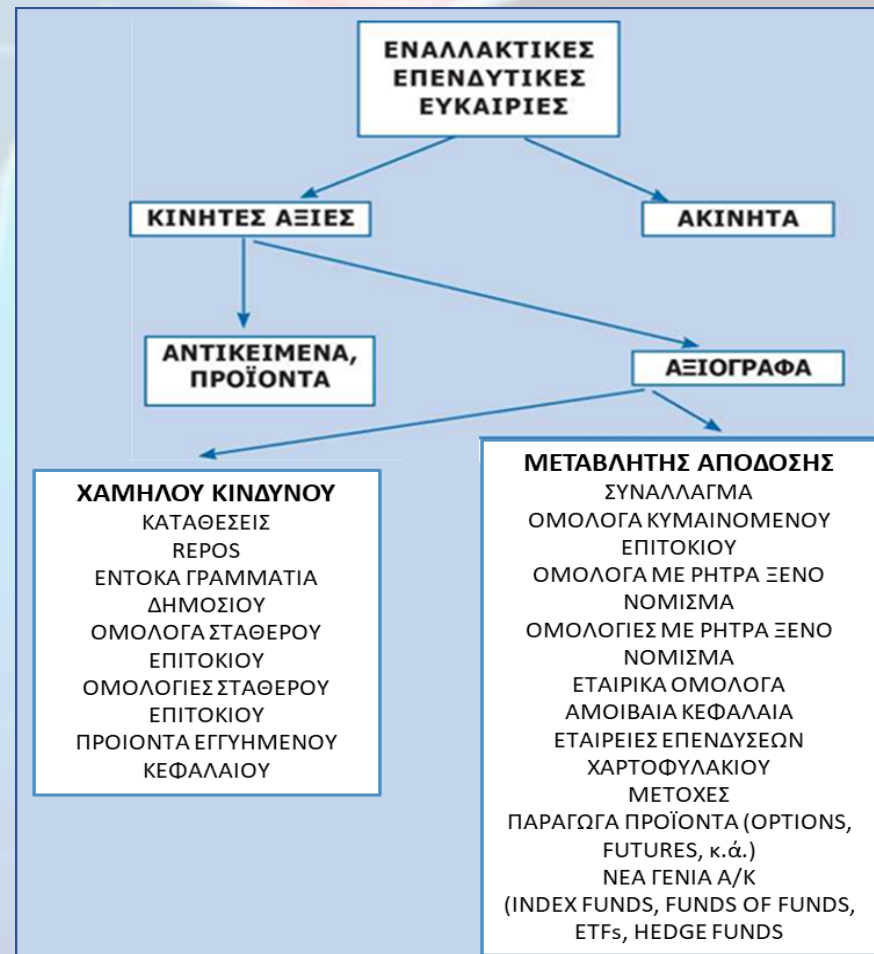 ΕΝΑΛΛΑΚΤΙΚΕΣ
ΕΠΕΝΔΥΤΙΚΕΣ
ΕΥΚΑΙΡΙΕΣ
ΚΙΝΗΤΕΣ ΑΞΙΕΣ
ΑΚΙΝΗΤΑ
ΑΝΤΙΚΕΙΜΕΝΑ,
ΠΡΟΪΟΝΤΑ
ΑΞΙΟΓΡΑΦΑ
ΧΑΜΗΛΟΥ ΚΙΝΔΥΝΟΥ
ΚΑΤΑΘΕΣΕΙΣ
REPOS
ΕΝΤΟΚΑ ΓΡΑΜΜΑΤΙΑ
ΔΗΜΟΣΙΟΥ
ΟΜΟΛΟΓΑ ΣΤΑΘΕΡΟΥ
ΕΠΙΤΟΚΙΟΥ
ΟΜΟΛΟΓΙΕΣ ΣΤΑΘΕΡΟΥ
ΕΠΙΤΟΚΙΟΥ
ΠΡΟΙΟΝΤΑ ΕΓΓΥΗΜΕΝΟΥ
ΚΕΦΑΛΑΙΟΥ
ΜΕΤΑΒΛΗΤΗΣ ΑΠΟΔΟΣΗΣ
ΣΥΝΑΛΛΑΓΜΑ
ΟΜΟΛΟΓΑ ΚΥΜΑΙΝΟΜΕΝΟΥ
ΕΠΙΤΟΚΙΟΥ
ΟΜΟΛΟΓΑ ΜΕ ΡΗΤΡΑ ΞΕΝΟ
ΝΟΜΙΣΜΑ
ΟΜΟΛΟΓΙΕΣ ΜΕ ΡΗΤΡΑ ΞΕΝΟ
ΝΟΜΙΣΜΑ
ΕΤΑΙΡΙΚΑ ΟΜΟΛΟΓΑ
ΑΜΟΙΒΑΙΑ ΚΕΦΑΛΑΙΑ
ΕΤΑΙΡΕΙΕΣ ΕΠΕΝΔΥΣΕΩΝ
ΧΑΡΤΟΦΥΛΑΚΙΟΥ
ΜΕΤΟΧΕΣ
ΠΑΡΑΓΩΓΑ ΠΡΟΪΟΝΤΑ (OPTIONS,
FUTURES, κ.ά.)
ΝΕΑ ΓΕΝΙΑ Α/Κ
(INDEX FUNDS, FUNDS OF FUNDS,
ETFs, HEDGE FUNDS